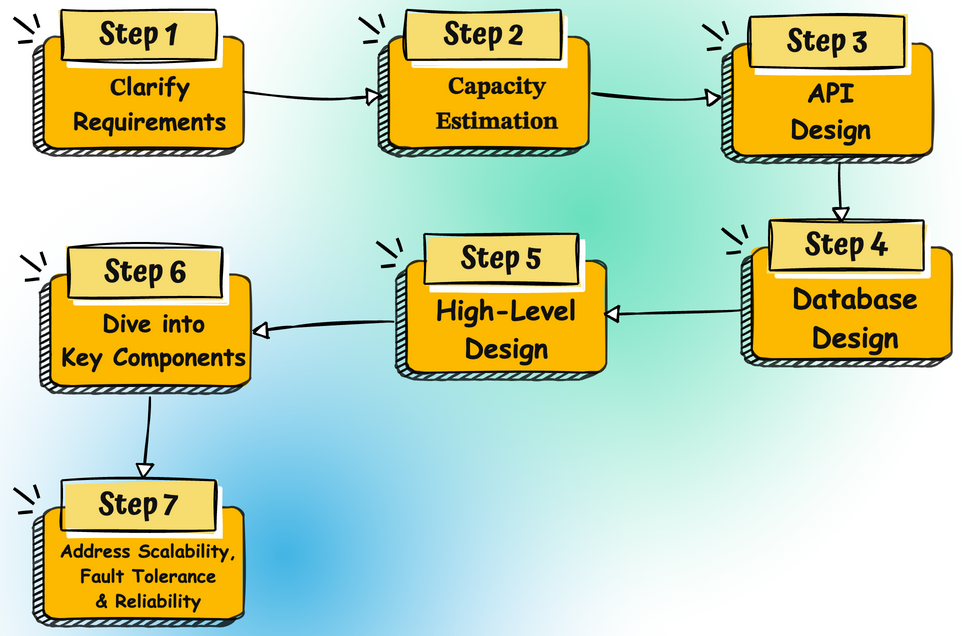 Step 1
Clarify
Requirements
Step 2
Capacity
Estimation
Step 3
API
Design
Step 4
Database
Design
Step 5
High-Level
Design
Step 6
Dive into
Key Components
Step 7
Address Scalability,
Fault Tolerance
& Reliability